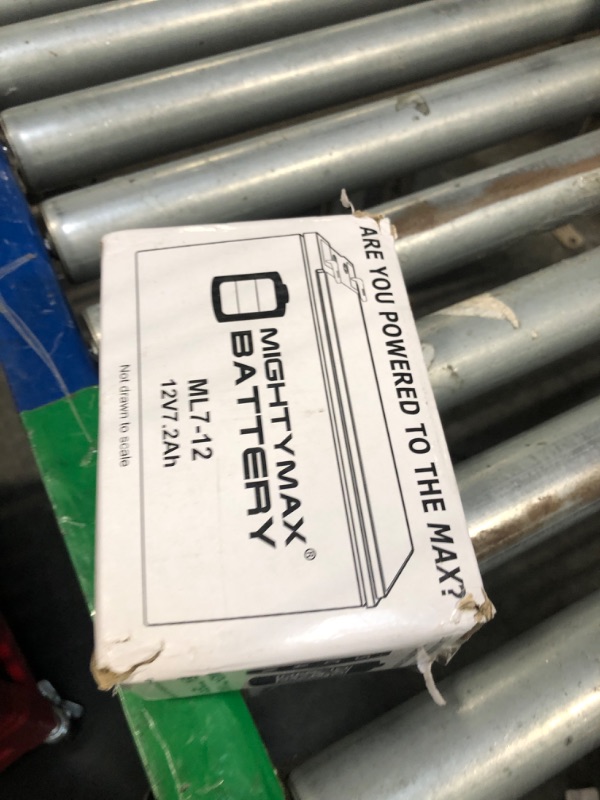 ARE YOU POWERED TO THE MAX?
MIGHTYMAX
BATTERY®
ML7-12
12V7.2Ah
Not drawn to scale